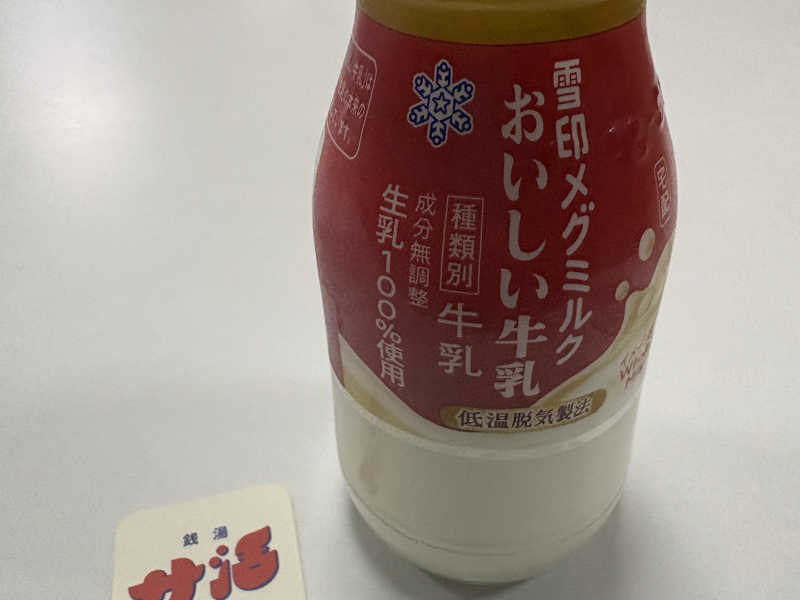 雪印メグミルク
おいしい牛乳
種類別
牛乳
成分無調整
生乳100%使用
低温脱気製法
銭湯
サ活